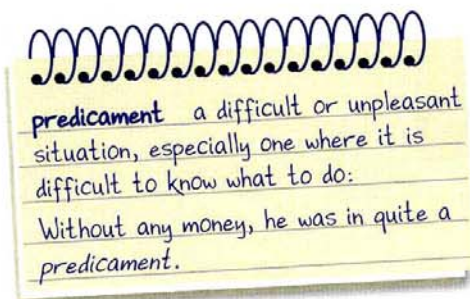 predicament a difficult or unpleasant
situation, especially one where it is
difficult to know what to do:
Without any money, he was in quite a
predicament.